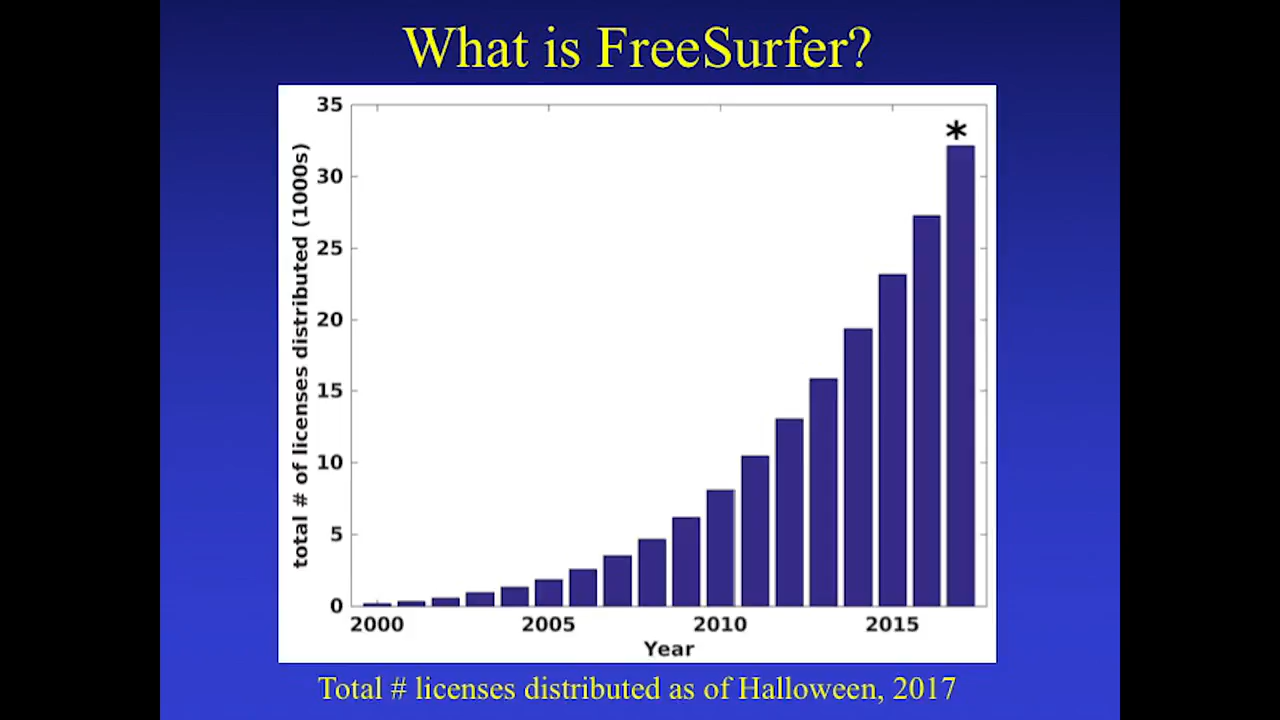 What is FreeSurfer?
35
*
30
25
20
15
10
5
0
total # of licenses distributed (1000s)
2000 2005 2010 2015
Year
Total # licenses distributed as of Halloween, 2017